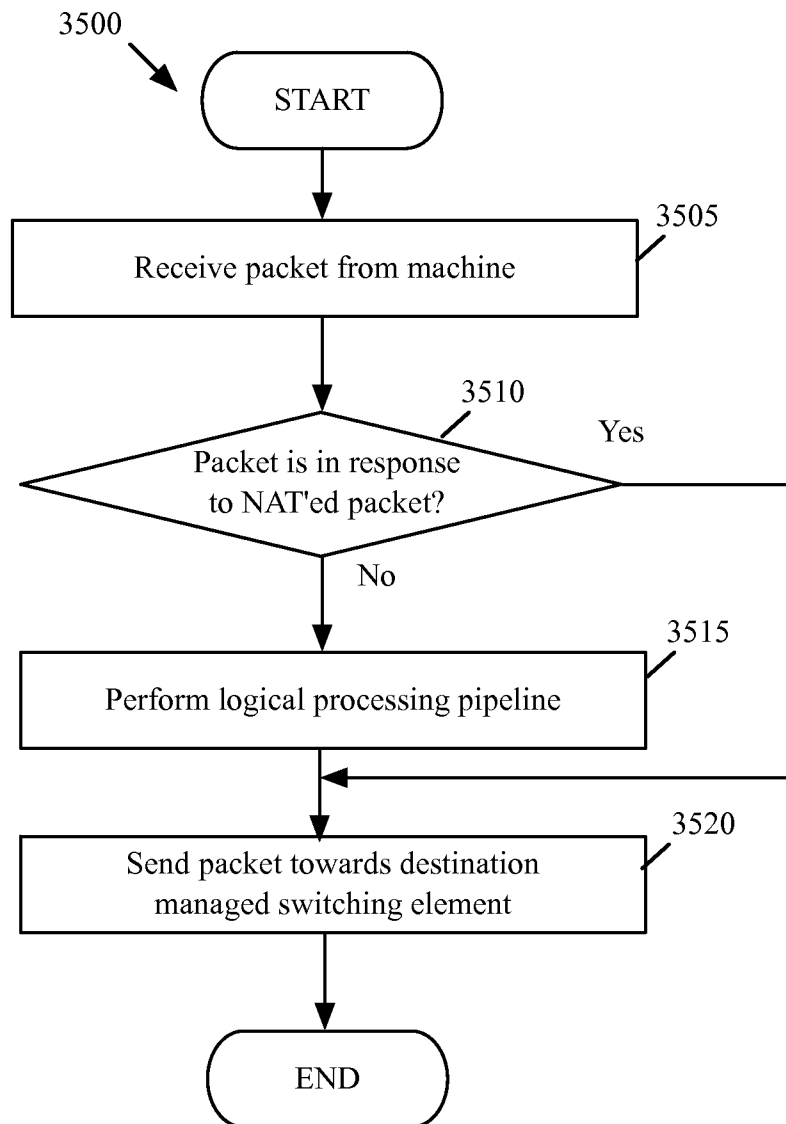 3500
START
3505
Receive packet from machine
3510
Yes
Packet is in response
to NAT'ed packet?
No
3515
Perform logical processing pipeline
3520
Send packet towards destination
managed switching element
END